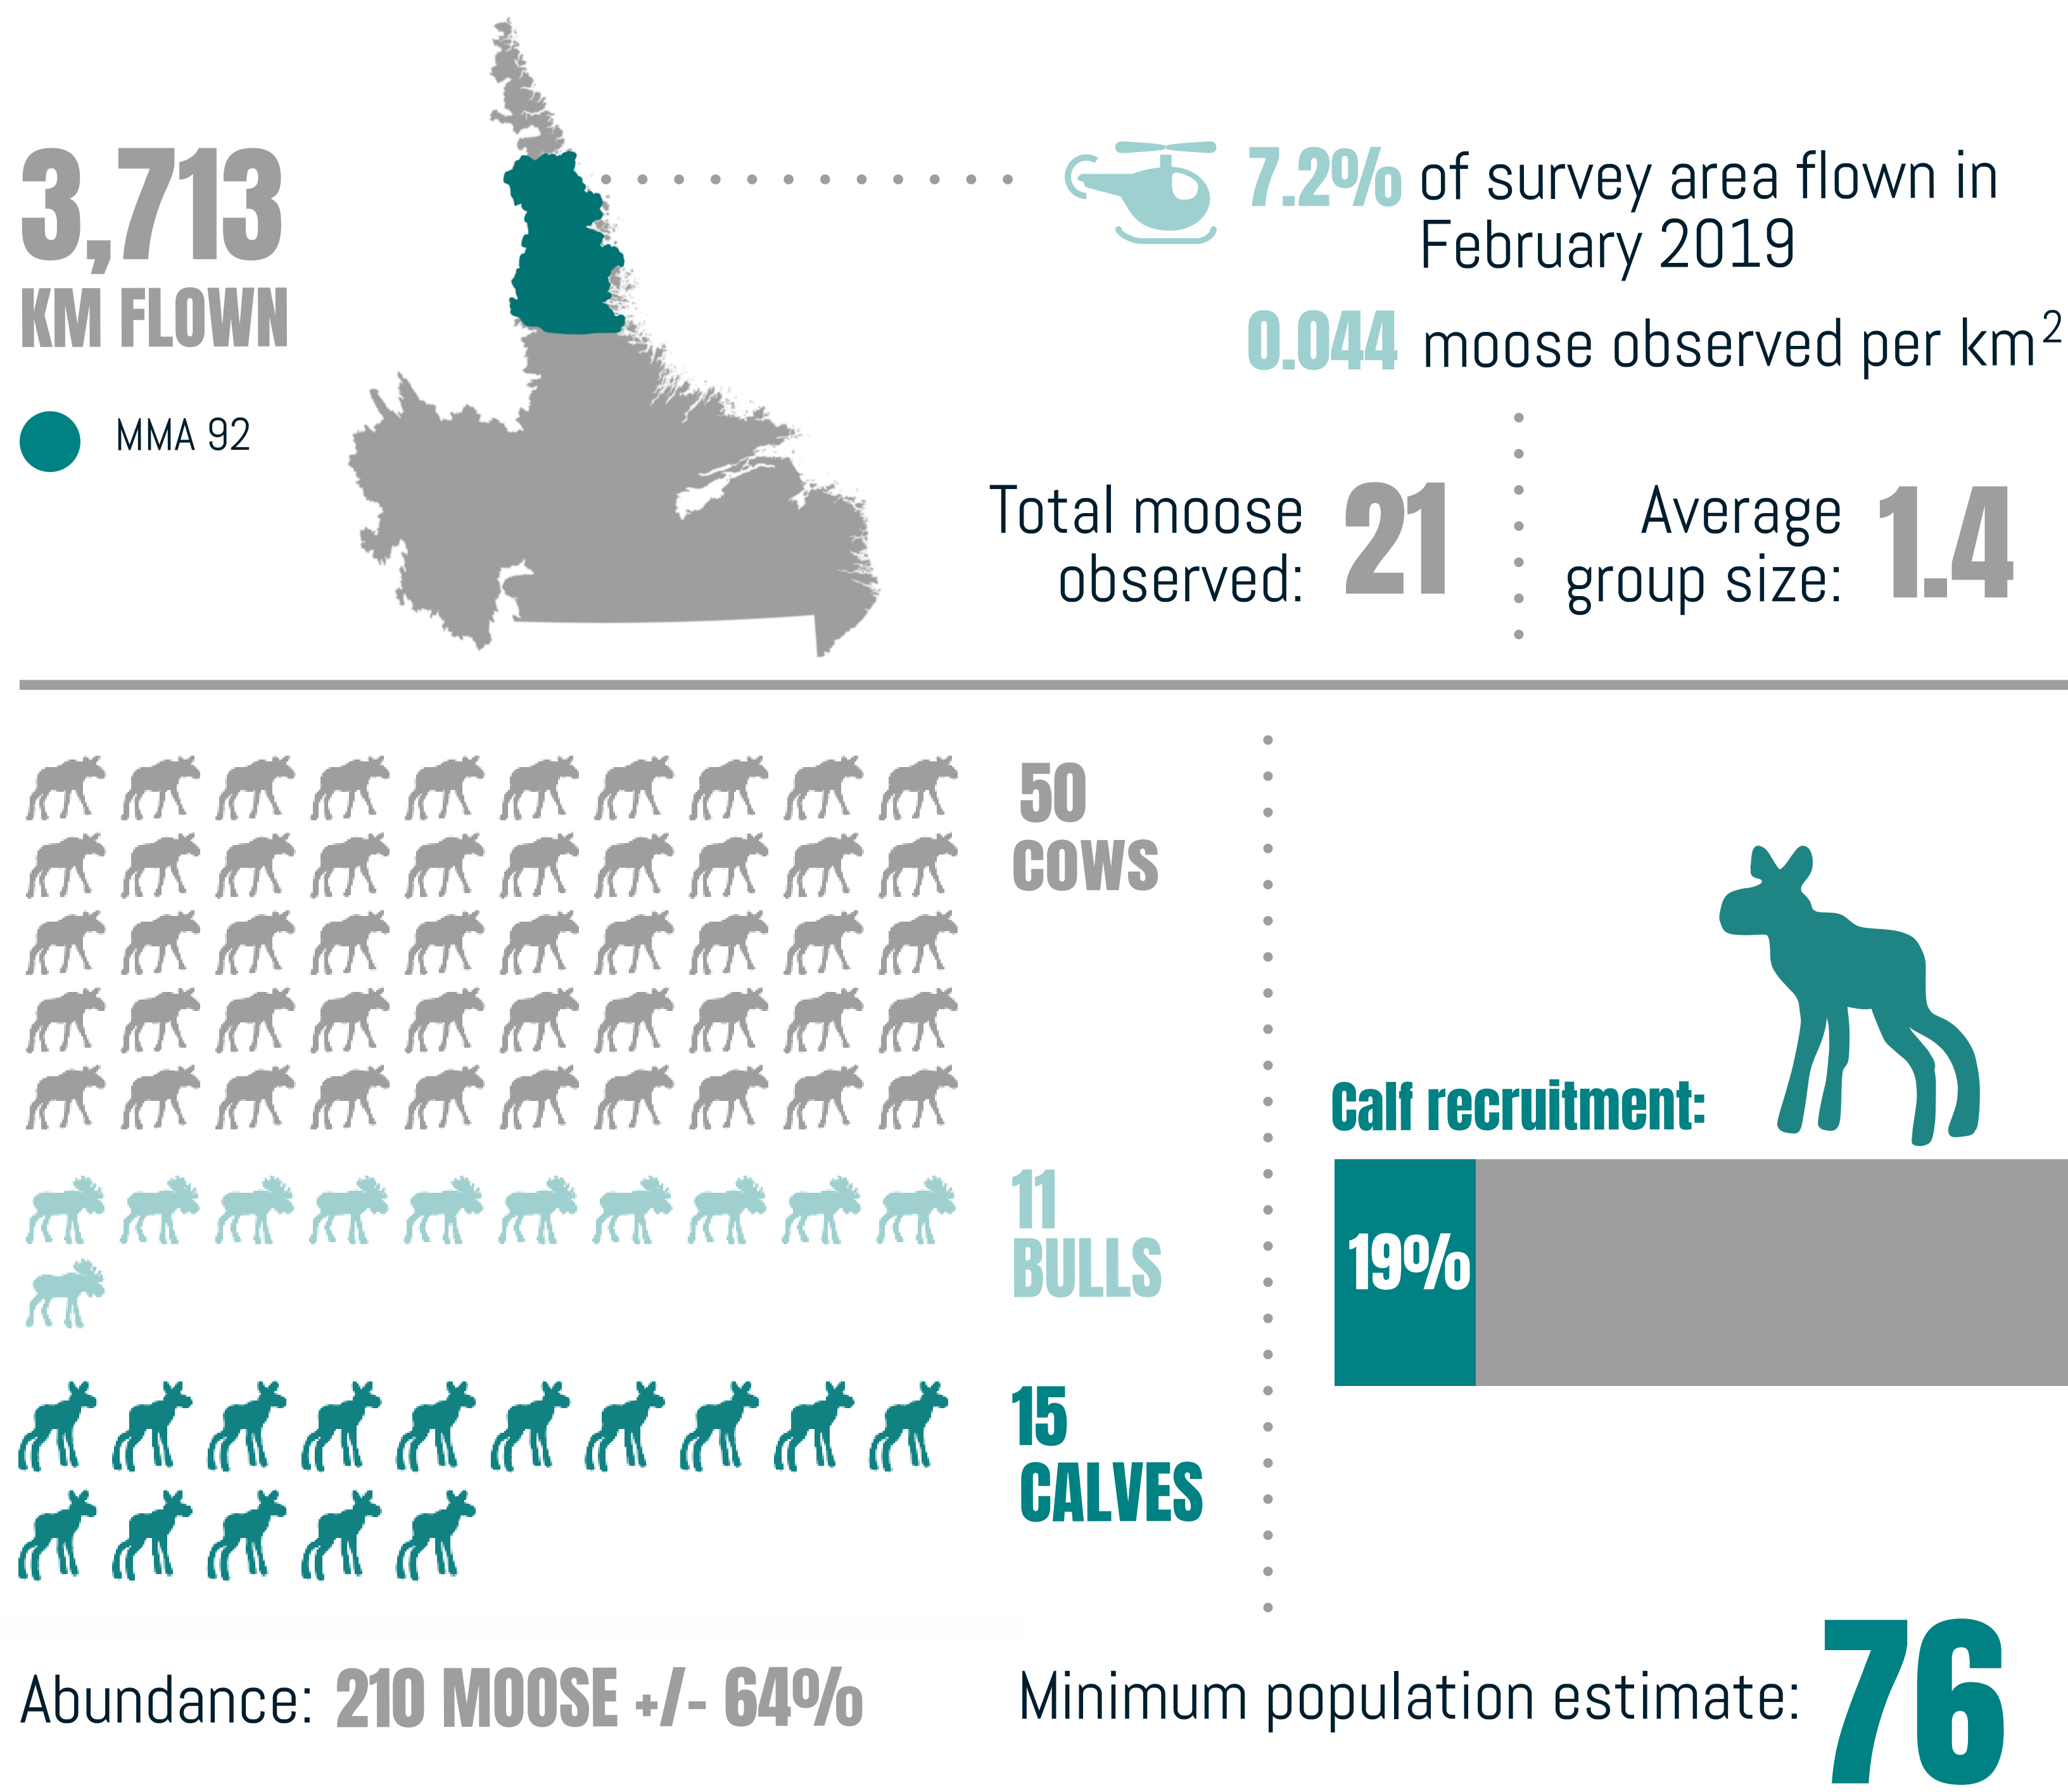 3,713
KM FLOWN
MMA 92
7.2% of survey area flown in
February 2019
0.044 moose observed per km²
Total moose
observed: 21
Average
group size: 1.4
50
COWS
11
BULLS
15
CALVES
Calf recruitment:
19%
Abundance: 210 MOOSE +/- 64%
Minimum population estimate: 76